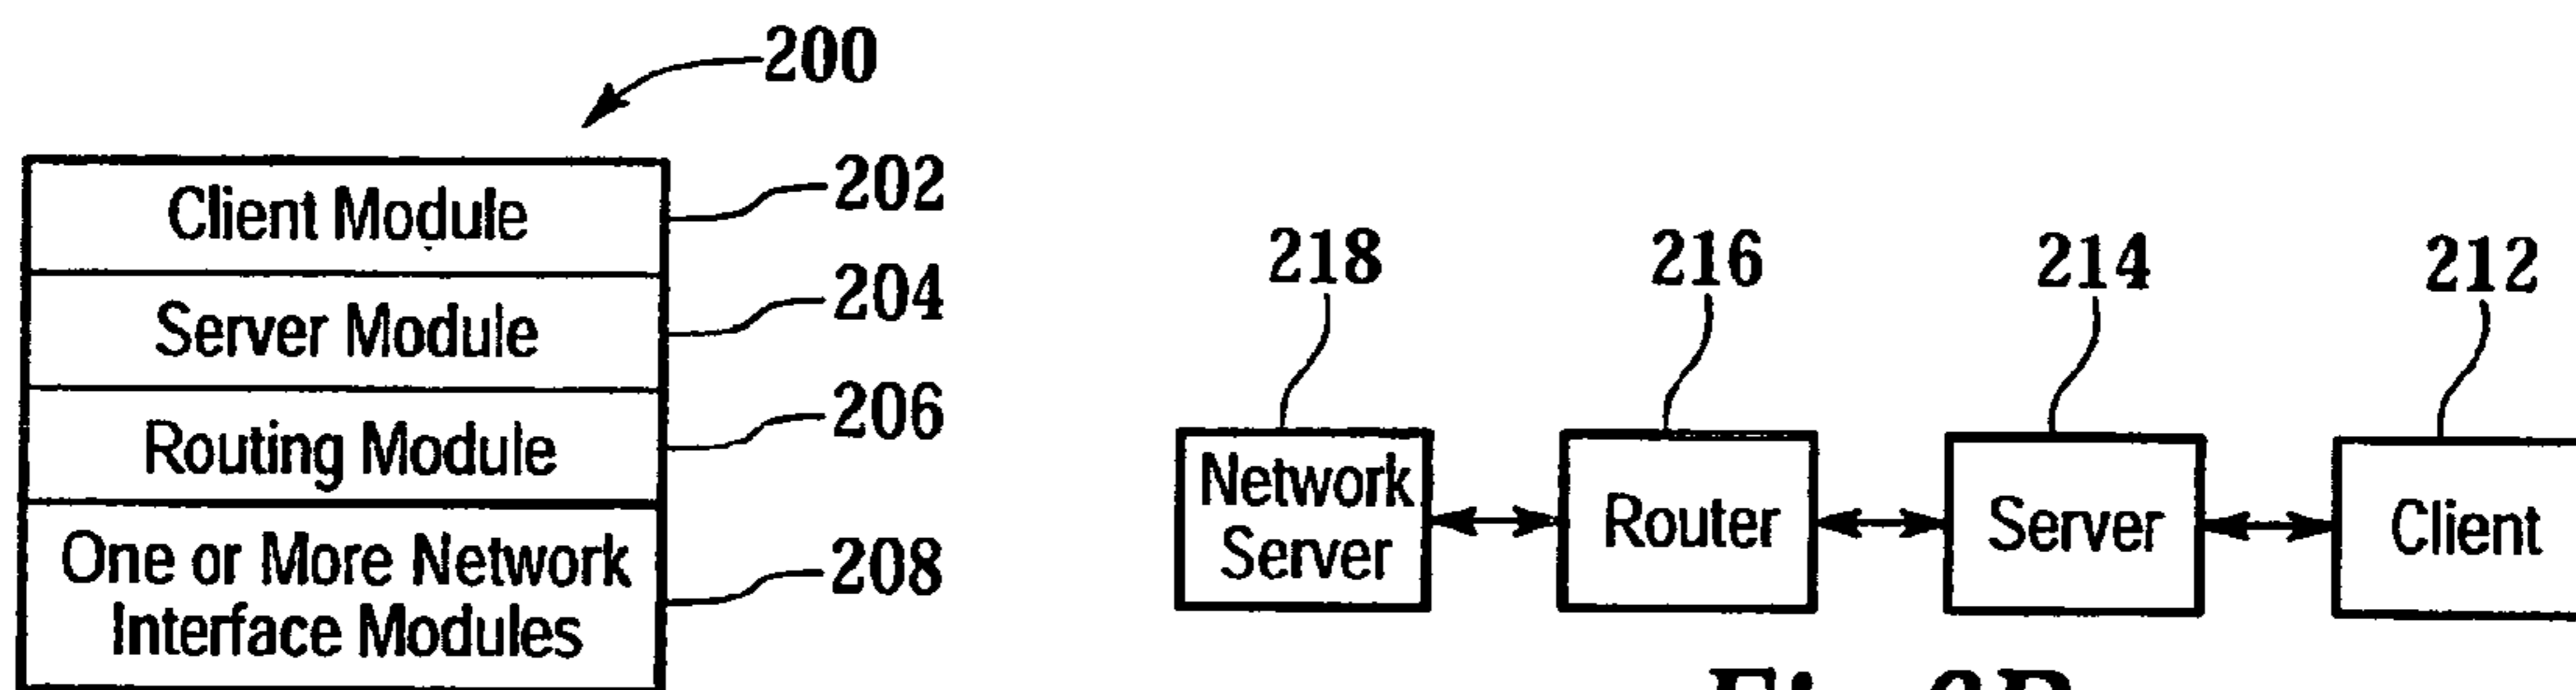 200
Client Module
202
Server Module
204
Routing Module
206
One or More Network
Interface Modules
208
218
216
214
212
Network
Server
Router
Server
Client